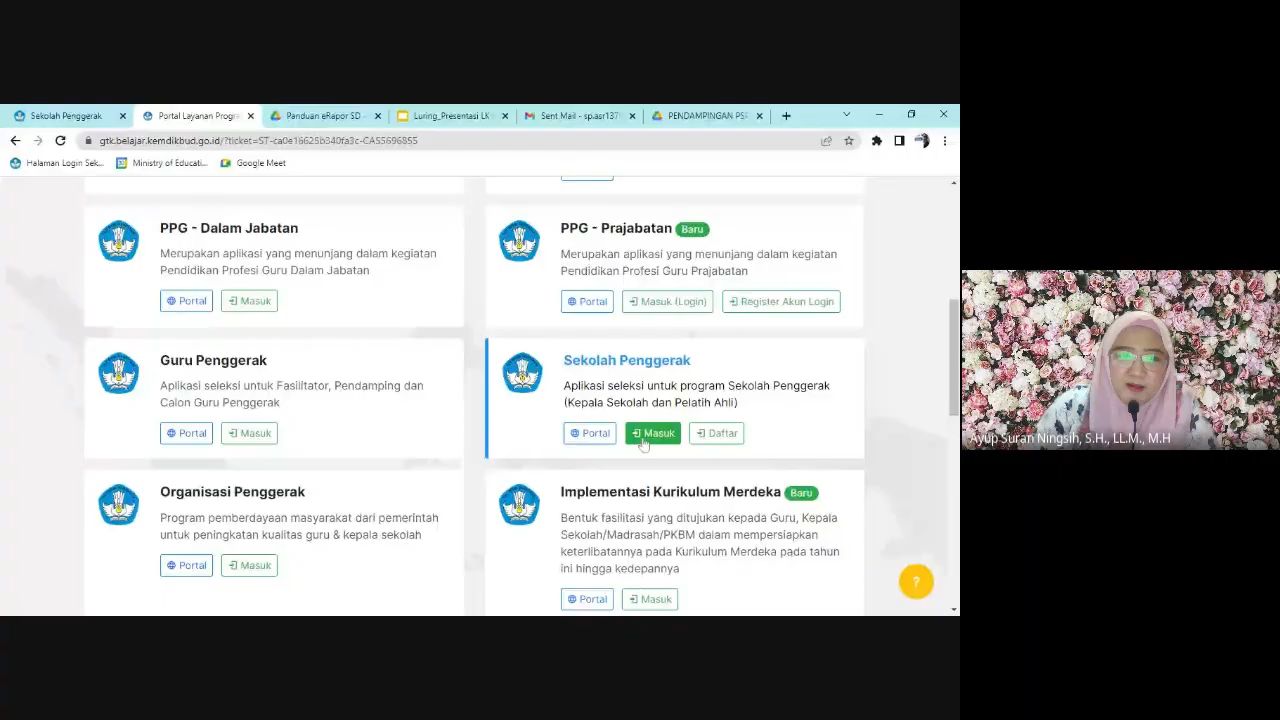 Sekolah Penggerak
Portal Layanan Progra
Panduan eRapor SD -
Luring_Presentasi LK
Sent Mail - sp.asr137
PENDAMPINGAN PSP
gtk.belajar.kemdikbud.go.id/?ticket=ST-ca0e16625b340fa3c-CAS5696855
Halaman Login Sek...
Ministry of Educati...
Google Meet
PPG - Dalam Jabatan
Merupakan aplikasi yang menunjang dalam kegiatan
Pendidikan Profesi Guru Dalam Jabatan
Portal
Masuk
PPG - Prajabatan Baru
Merupakan aplikasi yang menunjang dalam kegiatan
Pendidikan Profesi Guru Prajabatan
Portal
Masuk (Login)
Register Akun Login
Guru Penggerak
Aplikasi seleksi untuk Fasilitator, Pendamping dan
Calon Guru Penggerak
Portal
Masuk
Sekolah Penggerak
Aplikasi seleksi untuk program Sekolah Penggerak
(Kepala Sekolah dan Pelatih Ahli)
Portal
Masuk
Daftar
Organisasi Penggerak
Program pemberdayaan masyarakat dari pemerintah
untuk peningkatan kualitas guru & kepala sekolah
Portal
Masuk
Implementasi Kurikulum Merdeka Baru
Bentuk fasilitasi yang ditujukan kepada Guru, Kepala
Sekolah/Madrasah/PKBM dalam mempersiapkan
keterlibatannya pada Kurikulum Merdeka pada tahun
ini hingga kedepannya
Portal
Masuk
?
Ayup Suran Ningsih, S.H., LL.M., M.H